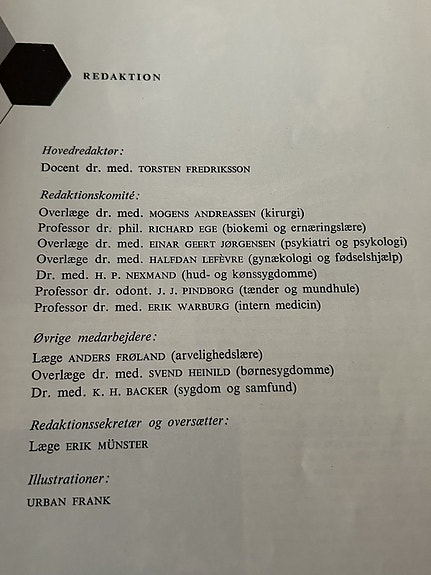 REDAKTION
Hovedredaktør:
Docent dr. med. TORSTEN FREDRIKSSON
Redaktionskomité:
Overlæge dr. med. MOGENS ANDREASSEN (kirurgi)
Professor dr. phil. RICHARD EGE (biokemi og ernæringslære)
Overlæge dr. med. EINAR GEERT JØRGENSEN (psykiatri og psykologi)
Overlæge dr. med. HALFDAN LEFÈVRE (gynækologi og fødselshjælp)
Dr. med. H. P. NEXMAND (hud- og kønssygdomme)
Professor dr. odont. J. J. PINDBORG (tænder og mundhule)
Professor dr. med. ERIK WARBURG (intern medicin)
Øvrige medarbejdere:
Læge ANDERS FRØLAND (arvelighedslære)
Overlæge dr. med. SVEND HEINILD (børnesygdomme)
Dr. med. K. H. BACKER (sygdom og samfund)
Redaktionssekretær og oversætter:
Læge ERIK MÜNSTER
Illustrationer:
URBAN FRANK